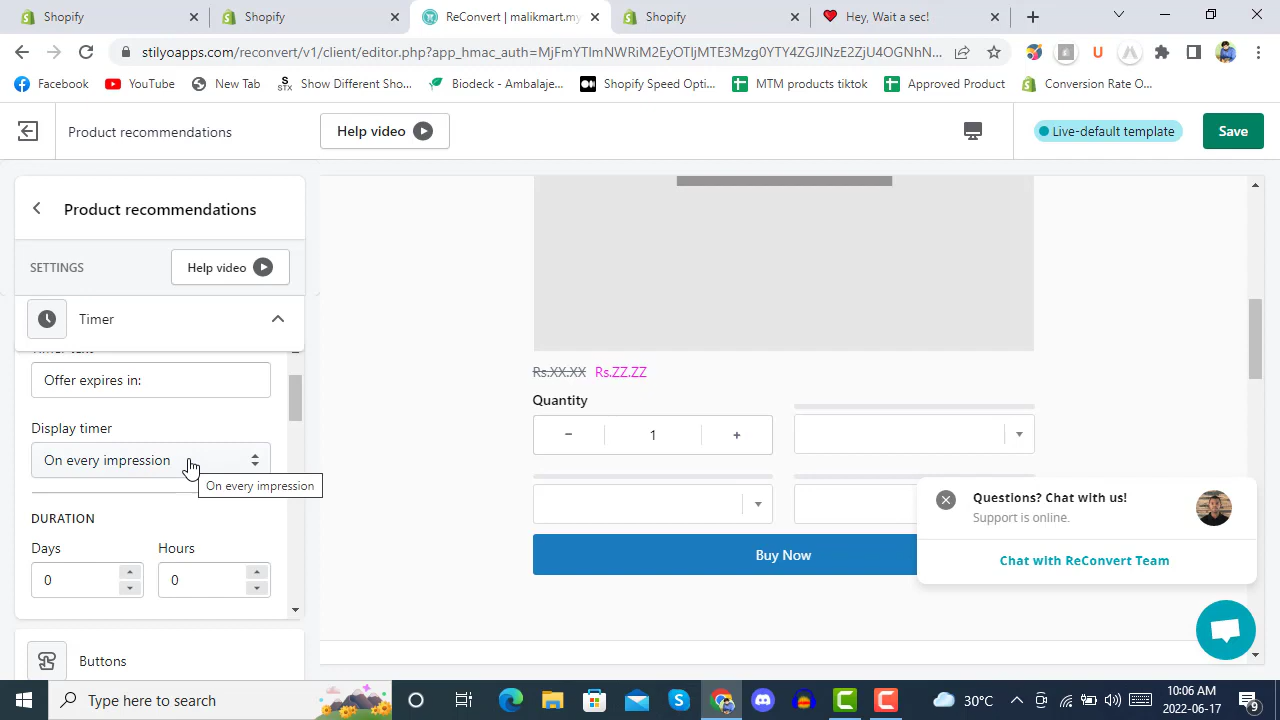 Shopify
Shopify
ReConvert | malikmart.my
Shopify
Hey, Wait a sec!
stilyoapps.com/reconvert/v1/client/editor.php?app_hmac_auth=MjFmYTlmNWRiM2EyOTljMTE3Mzg0YTY4ZGJlNzE2ZjU4OGNhN...
Facebook
YouTube
New Tab
STX
Show Different Sho...
Biodeck - Ambalaje...
Shopify Speed Opti...
MTM products tiktok
Approved Product
Conversion Rate O...
Product recommendations
Help video
Live-default template
Save
Product recommendations
SETTINGS
Help video
Timer
Offer expires in:
Display timer
On every impression
On every impression
DURATION
Days
Hours
0
0
Buttons
Rs.XX.XX Rs.ZZ.ZZ
Quantity
− 1 +
Buy Now
Questions? Chat with us!
Support is online.
Chat with ReConvert Team
Type here to search
30°C
10:06 AM
2022-06-17
9